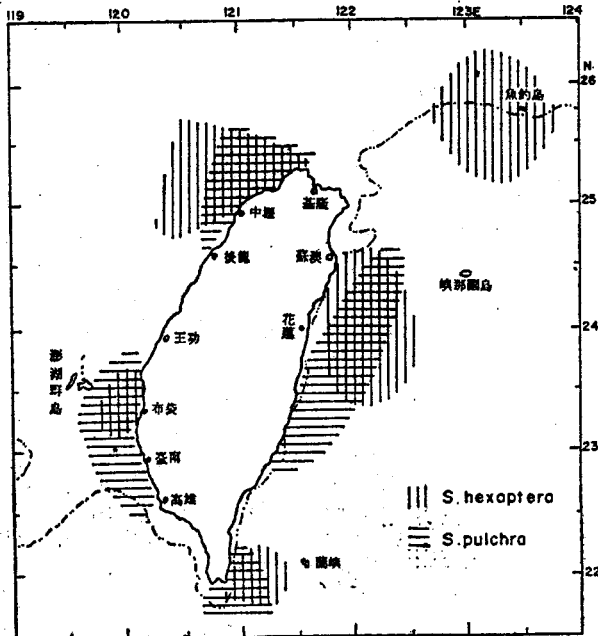 119 120 121 122 123E 124
N.
26
魚釣島
25
基隆
中壢
後龍
蘇澳
與那國島
24
花蓮
王功
澎湖群島
布袋
23
臺南
高雄
S. hexaptera
S. pulchra
蘭嶼
22